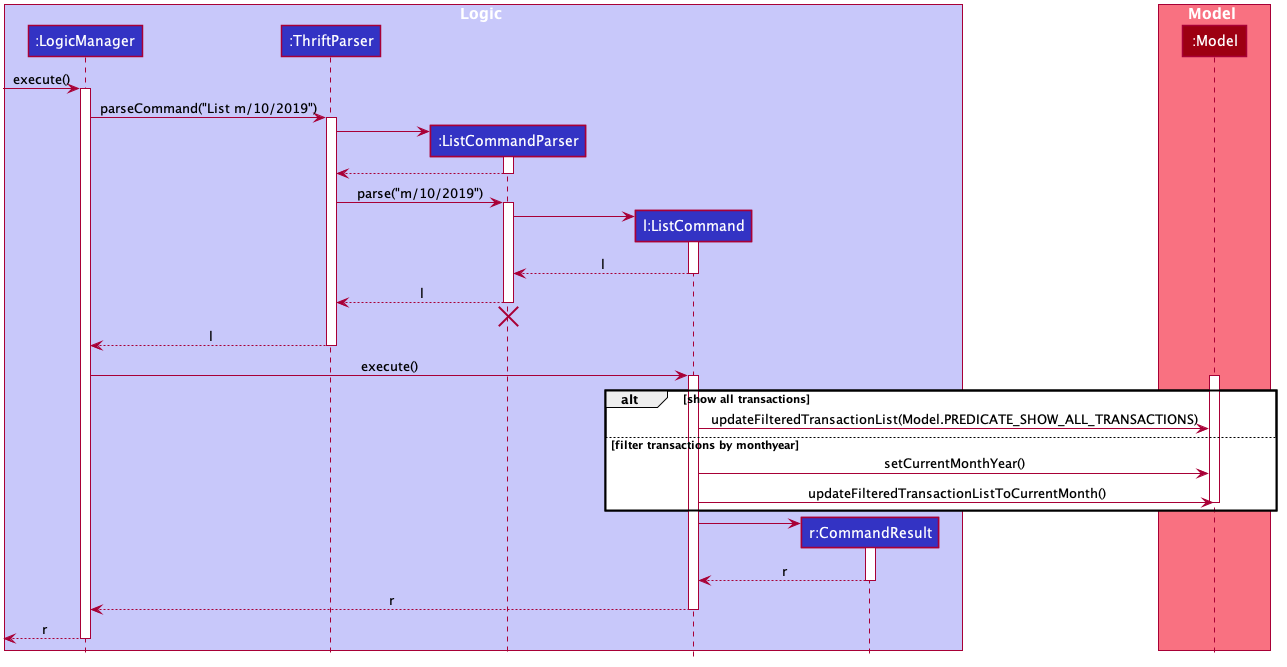 Logic
Model
:LogicManager
:ThriftParser
:Model
execute()
parseCommand("List m/10/2019")
:ListCommandParser
parse("m/10/2019")
l:ListCommand
l
l
l
execute()
alt [show all transactions]
updateFilteredTransactionList(Model.PREDICATE_SHOW_ALL_TRANSACTIONS)
[filter transactions by monthyear]
setCurrentMonthYear()
updateFilteredTransactionListToCurrentMonth()
r:CommandResult
r
r
r